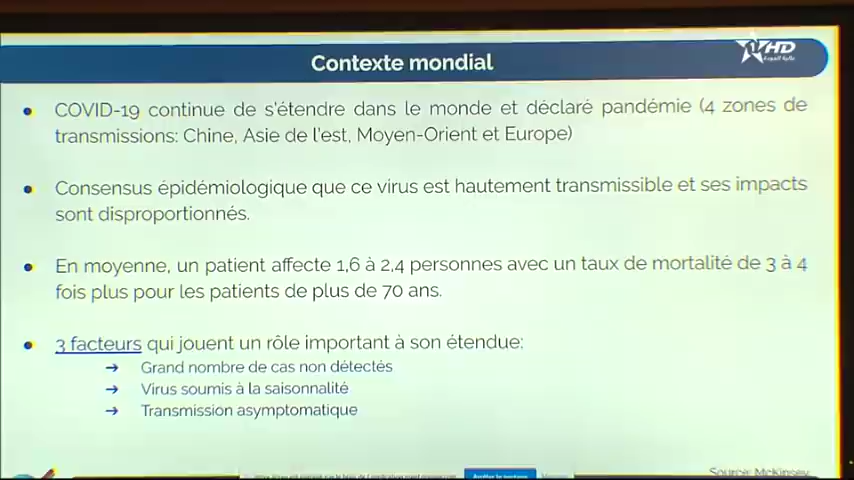 Contexte mondial
1HD
COVID-19 continue de s'étendre dans le monde et déclaré pandémie (4 zones de
transmissions: Chine, Asie de l'est, Moyen-Orient et Europe)
Consensus épidémiologique que ce virus est hautement transmissible et ses impacts
sont disproportionnés.
En moyenne, un patient affecte 1,6 à 2,4 personnes avec un taux de mortalité de 3 à 4
fois plus pour les patients de plus de 70 ans.
3 facteurs qui jouent un rôle important à son étendue:
→ Grand nombre de cas non détectés
→ Virus soumis à la saisonnalité
→ Transmission asymptomatique
Source: McKinsey